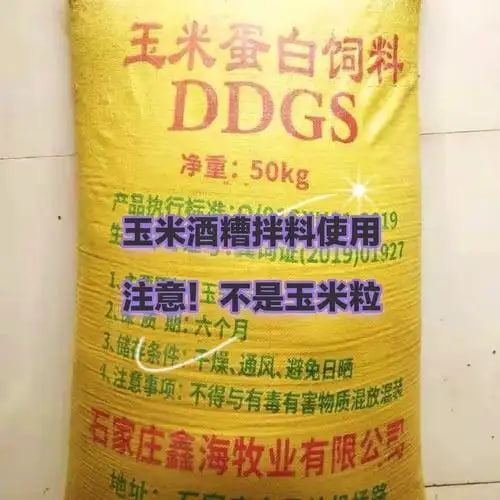 玉米蛋白饲料
DDGS
净重：50kg
产品执行标准：Q/
19
玉米酒糟拌料使用
(2019)01927
注意！不是玉米粒
2.保质期：六个月
3.储存条件：干燥、通风、避免日晒
4.注意事项：不得与有毒有害物质混放混装
石家庄鑫海牧业有限公司
地址：石家庄